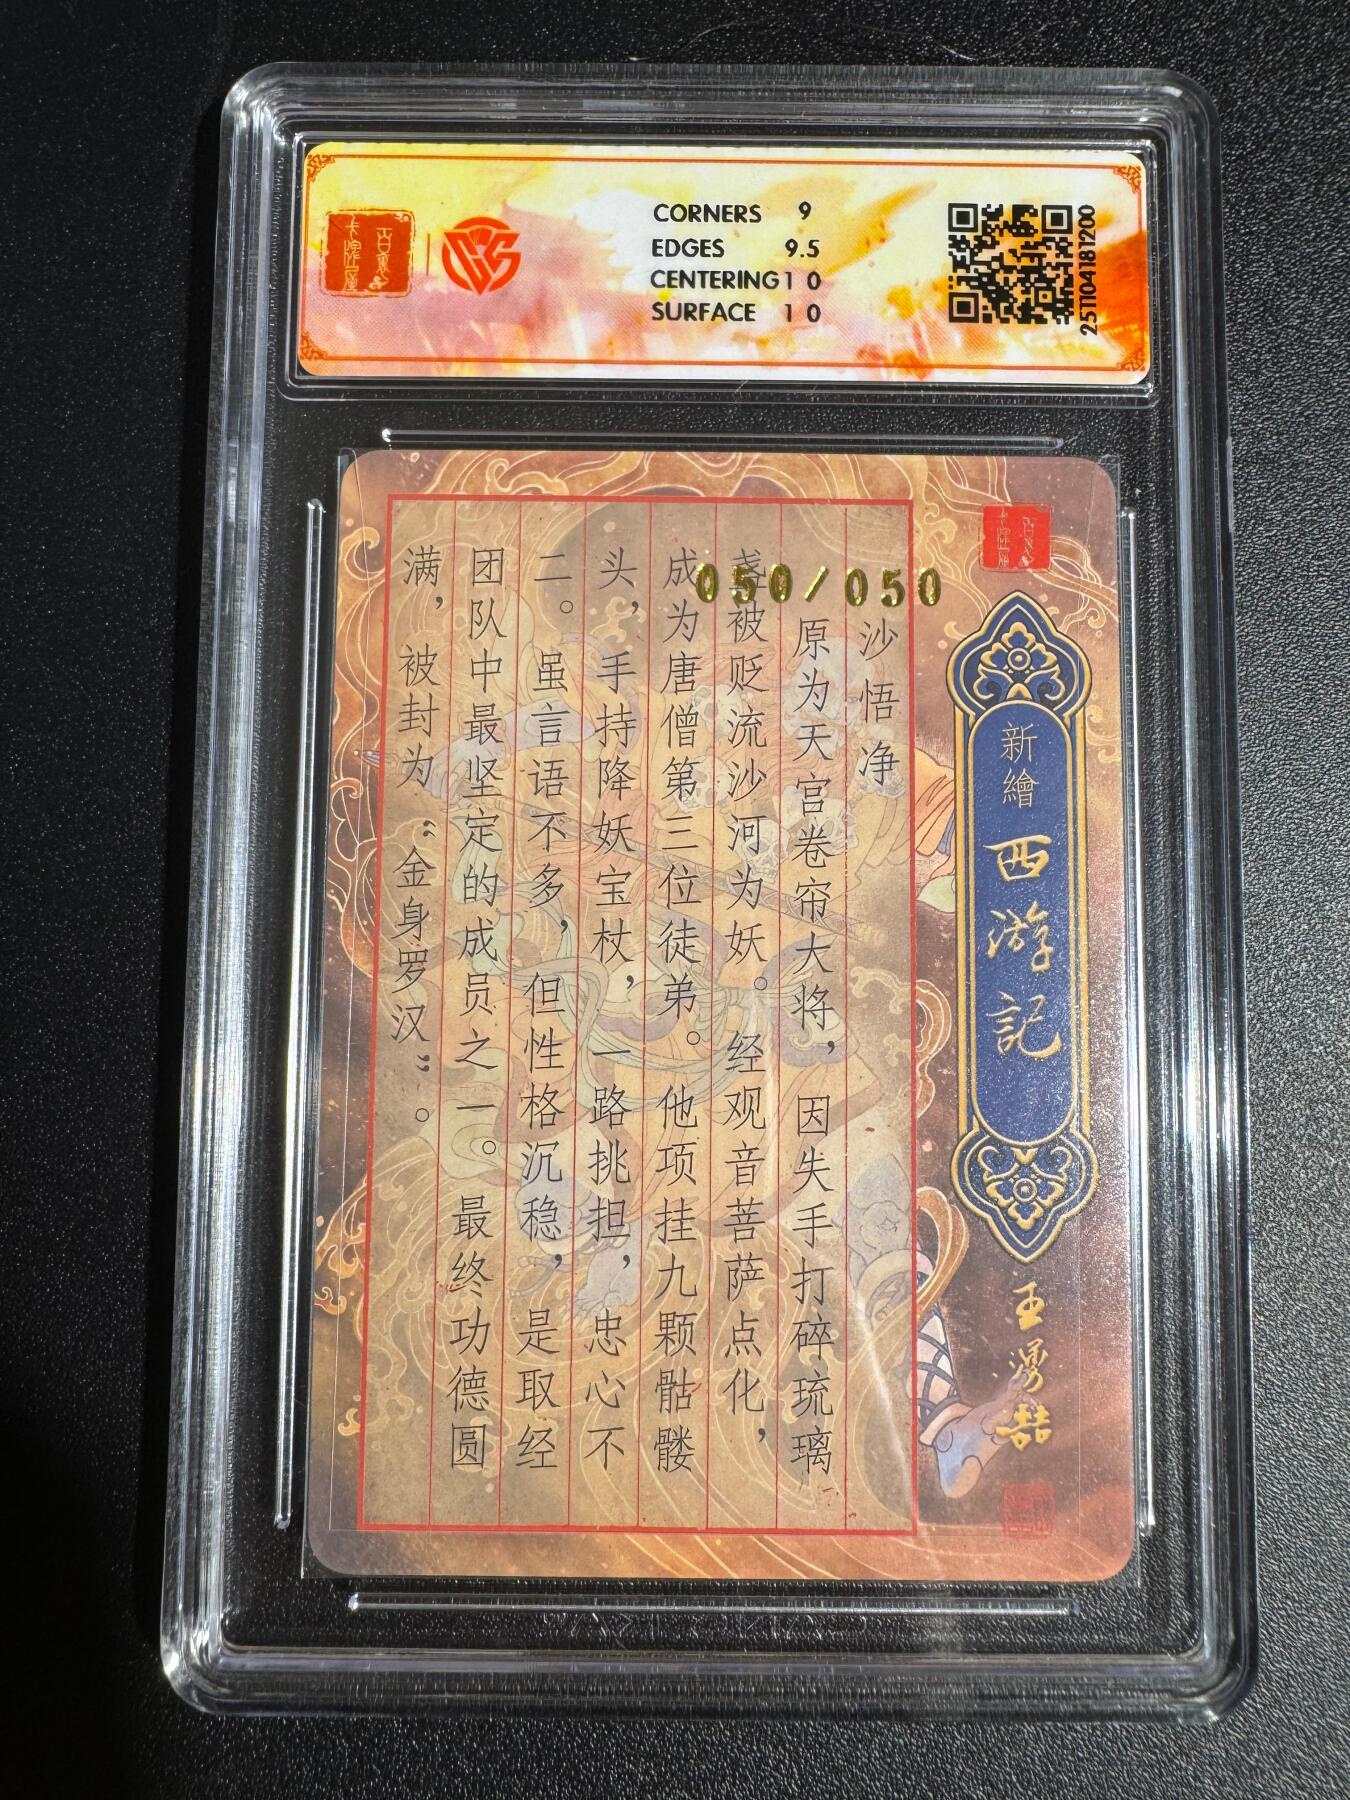 CORNERS 9
EDGES 9.5
CENTERING 10
SURFACE 10
251104181200
050/050
沙悟净
原为天宫卷帘大将，因失手打碎琉璃
盏被贬流沙河为妖。经观音菩萨点化，
成为唐僧第三位徒弟。他项挂九颗骷髅
头，手持降妖宝杖，一路挑担，忠心不
二。虽言语不多，但性格沉稳，是取经
团队中最坚定的成员之一。最终功德圆
满，被封为“金身罗汉”。
新繪
西游記